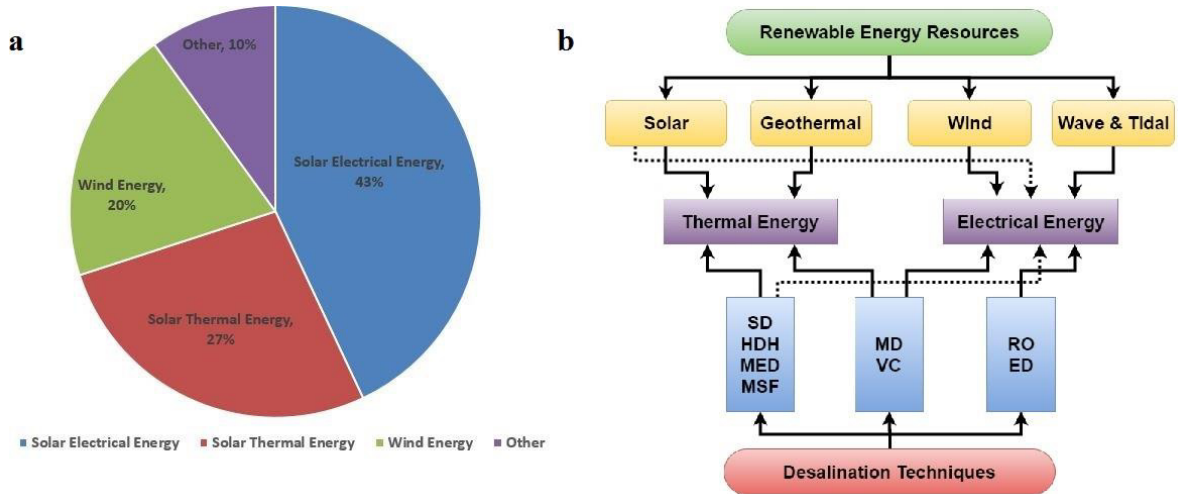 a
Other, 10%
Solar Electrical Energy,
43%
Wind Energy,
20%
Solar Thermal Energy,
27%
Solar Electrical Energy
Solar Thermal Energy
Wind Energy
Other
b
Renewable Energy Resources
Solar
Geothermal
Wind
Wave & Tidal
Thermal Energy
Electrical Energy
SD
HDH
MED
MSF
MD
VC
RO
ED
Desalination Techniques